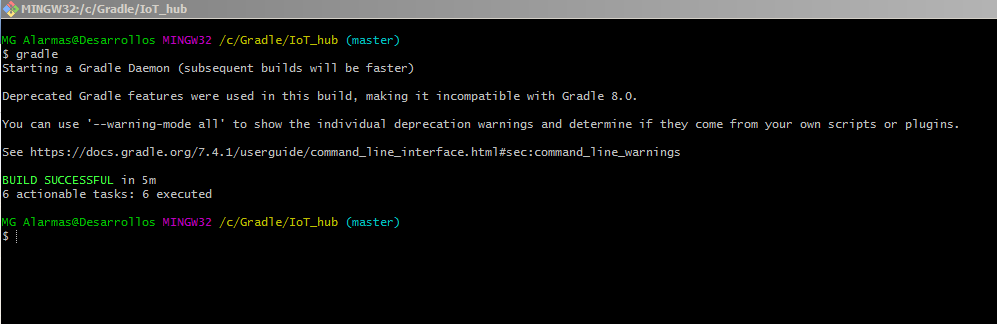 MINGW32:/c/Gradle/IoT_hub
MG Alarmas@Desarrollos MINGW32 /c/Gradle/IoT_hub (master)
$ gradle
Starting a Gradle Daemon (subsequent builds will be faster)
Deprecated Gradle features were used in this build, making it incompatible with Gradle 8.0.
You can use '--warning-mode all' to show the individual deprecation warnings and determine if they come from your own scripts or plugins.
See https://docs.gradle.org/7.4.1/userguide/command_line_interface.html#sec:command_line_warnings
BUILD SUCCESSFUL in 5m
6 actionable tasks: 6 executed
MG Alarmas@Desarrollos MINGW32 /c/Gradle/IoT_hub (master)
$